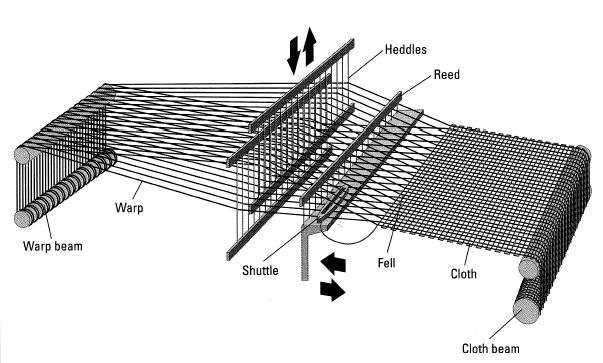 Heddles
Reed
Warp
Warp beam
Shuttle
Fell
Cloth
Cloth beam